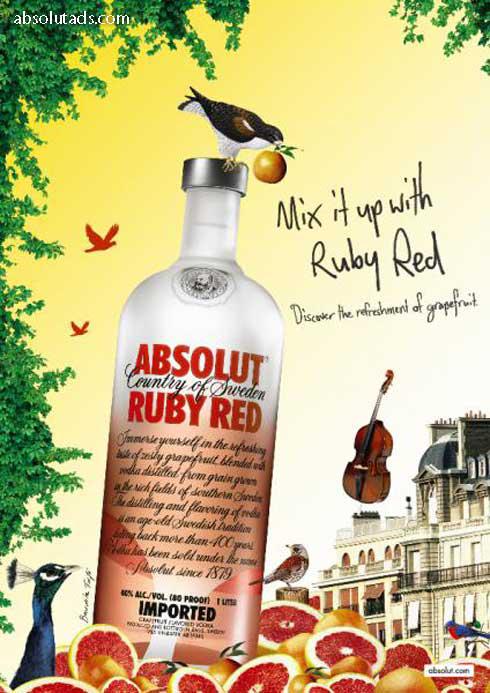 absolutads.com
Mix it up with
Ruby Red
Discover the refreshment of grapefruit.
ABSOLUT
Country of Sweden
RUBY RED
Immerse yourself in the refreshing
taste of zesty grapefruit, blended with
vodka distilled from grain grown
in the rich fields of southern Sweden.
The distilling and flavoring of vodka
is an age-old Swedish tradition
dating back more than 400 years.
Vodka has been sold under the name
Absolut since 1879.
40% ALC./VOL. (80 PROOF) 1 LITER
IMPORTED
GRAPEFRUIT FLAVORED VODKA
absolut.com